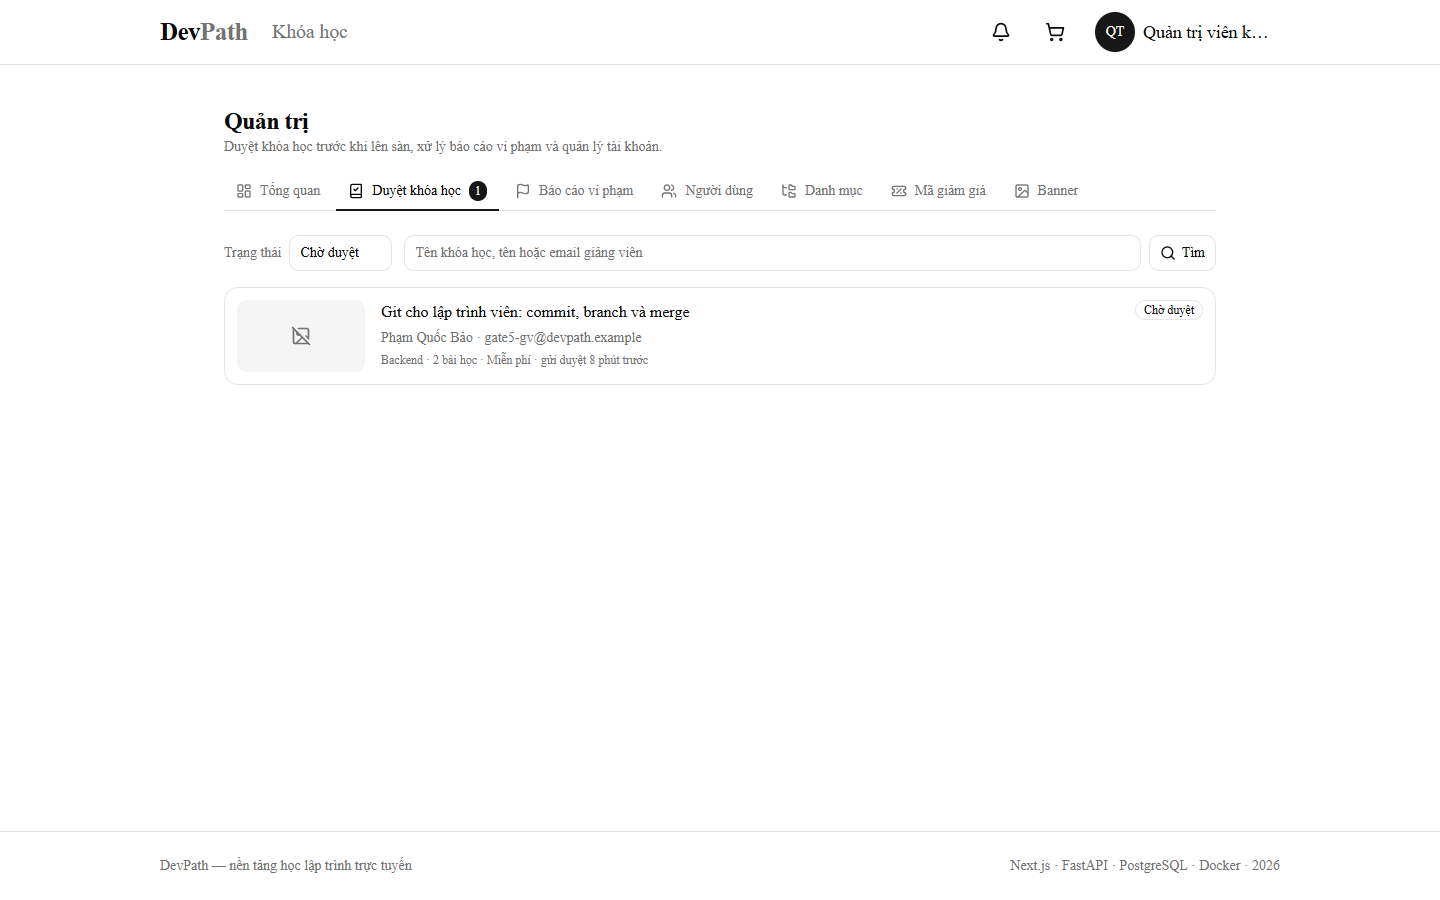 DevPath Khóa học QT Quản trị viên k...
Quản trị
Duyệt khóa học trước khi lên sàn, xử lý báo cáo vi phạm và quản lý tài khoản.
Tổng quan Duyệt khóa học 1 Báo cáo vi phạm Người dùng Danh mục Mã giảm giá Banner
Trạng thái Chờ duyệt Tên khóa học, tên hoặc email giảng viên Tìm
Git cho lập trình viên: commit, branch và merge Chờ duyệt
Phạm Quốc Bảo · gate5-gv@devpath.example
Backend · 2 bài học · Miễn phí · gửi duyệt 8 phút trước
DevPath — nền tảng học lập trình trực tuyến Next.js · FastAPI · PostgreSQL · Docker · 2026